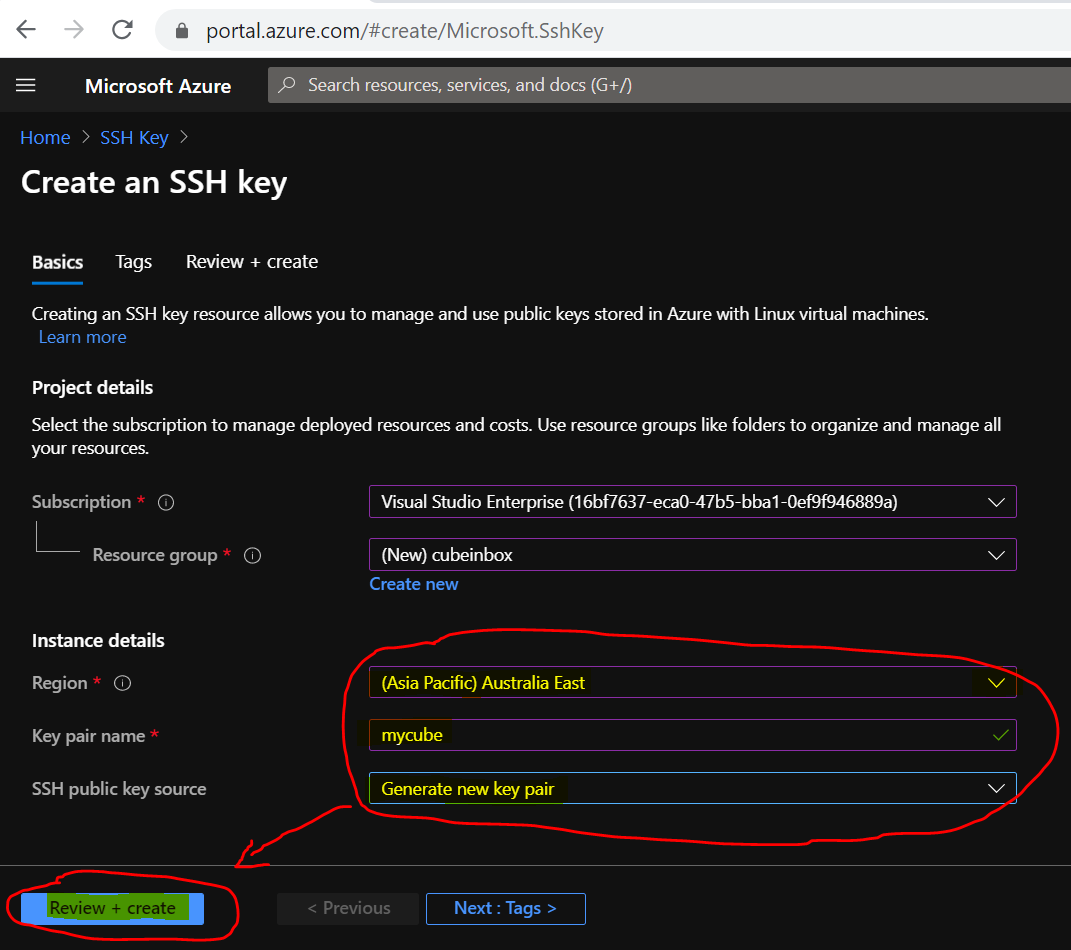 portal.azure.com/#create/Microsoft.SshKey
Microsoft Azure
Search resources, services, and docs (G+/)
Home > SSH Key >
Create an SSH key
Basics Tags Review + create
Creating an SSH key resource allows you to manage and use public keys stored in Azure with Linux virtual machines.
Learn more
Project details
Select the subscription to manage deployed resources and costs. Use resource groups like folders to organize and manage all
your resources.
Subscription * Visual Studio Enterprise (16bf7637-eca0-47b5-bba1-0ef9f946889a)
Resource group * (New) cubeinbox
Create new
Instance details
Region * (Asia Pacific) Australia East
Key pair name * mycube
SSH public key source Generate new key pair
Review + create < Previous Next : Tags >